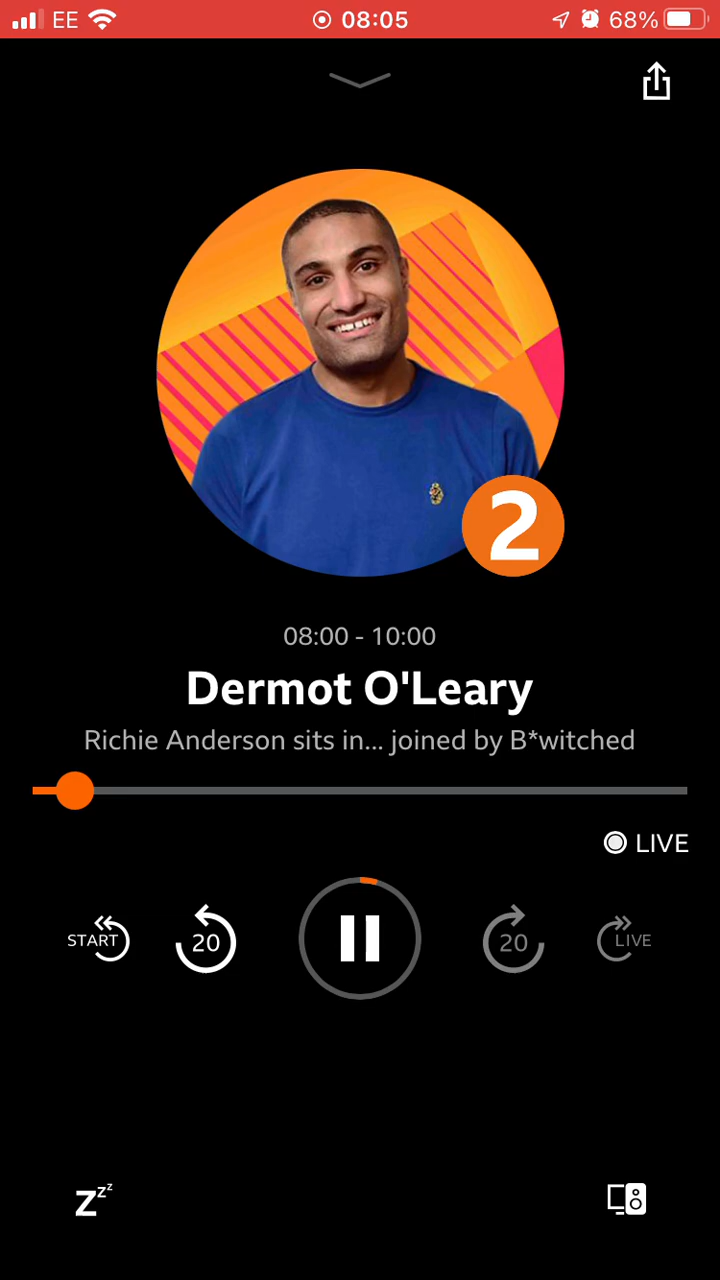 EE 08:05 68%
2
08:00 - 10:00
Dermot O'Leary
Richie Anderson sits in... joined by B*witched
LIVE
START 20 20 LIVE
Zzz